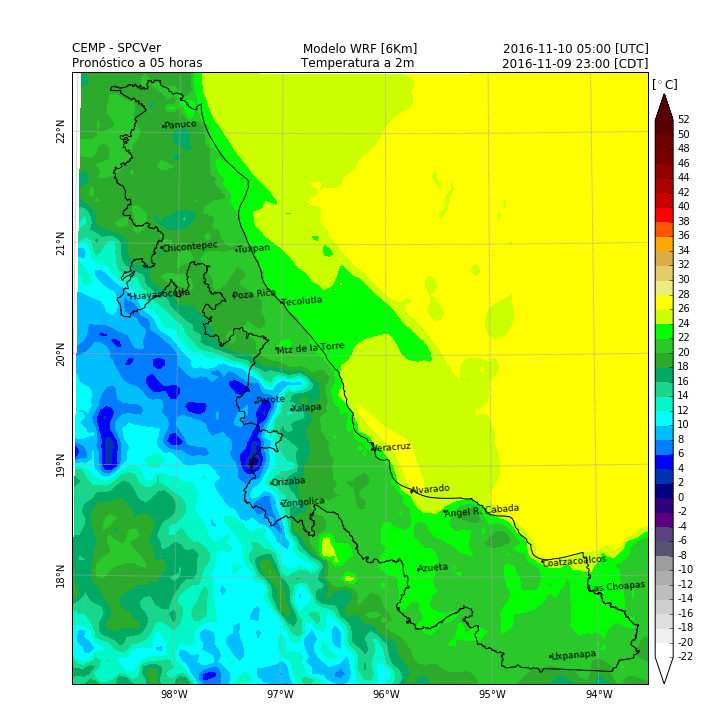 CEMP - SPCVer Modelo WRF [6Km] 2016-11-10 05:00 [UTC]
Pronóstico a 05 horas Temperatura a 2m 2016-11-09 23:00 [CDT]
[°C]
52
50
48
46
44
42
40
38
36
34
32
30
28
26
24
22
20
18
16
14
12
10
8
6
4
2
0
-2
-4
-6
-8
-10
-12
-14
-16
-18
-20
-22
22°N
21°N
20°N
19°N
18°N
Panuco
Chicontepec
Tuxpan
Huayacocotla
Poza Rica
Tecolutla
Mtz de la Torre
Perote
Xalapa
Veracruz
Orizaba
Alvarado
Zongolica
Angel R. Cabada
Azueta
Coatzacoalcos
Las Choapas
Uxpanapa
98°W 97°W 96°W 95°W 94°W